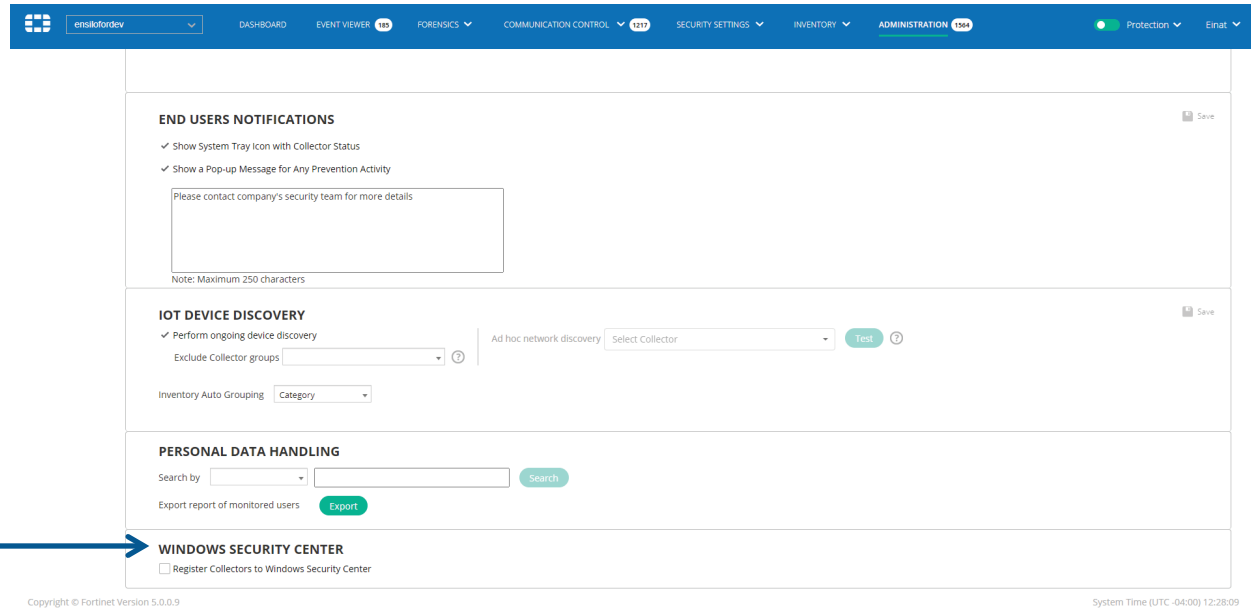 ensilofordev DASHBOARD EVENT VIEWER 185 FORENSICS COMMUNICATION CONTROL 1217 SECURITY SETTINGS INVENTORY ADMINISTRATION 1564 Protection Einat
END USERS NOTIFICATIONS Save
Show System Tray Icon with Collector Status
Show a Pop-up Message for Any Prevention Activity
Please contact company's security team for more details
Note: Maximum 250 characters
IOT DEVICE DISCOVERY Save
Perform ongoing device discovery Ad hoc network discovery Select Collector Test ?
Exclude Collector groups ?
Inventory Auto Grouping Category
PERSONAL DATA HANDLING
Search by Search
Export report of monitored users Export
WINDOWS SECURITY CENTER
Register Collectors to Windows Security Center
Copyright © Fortinet Version 5.0.0.9 System Time (UTC -04:00) 12:28:09